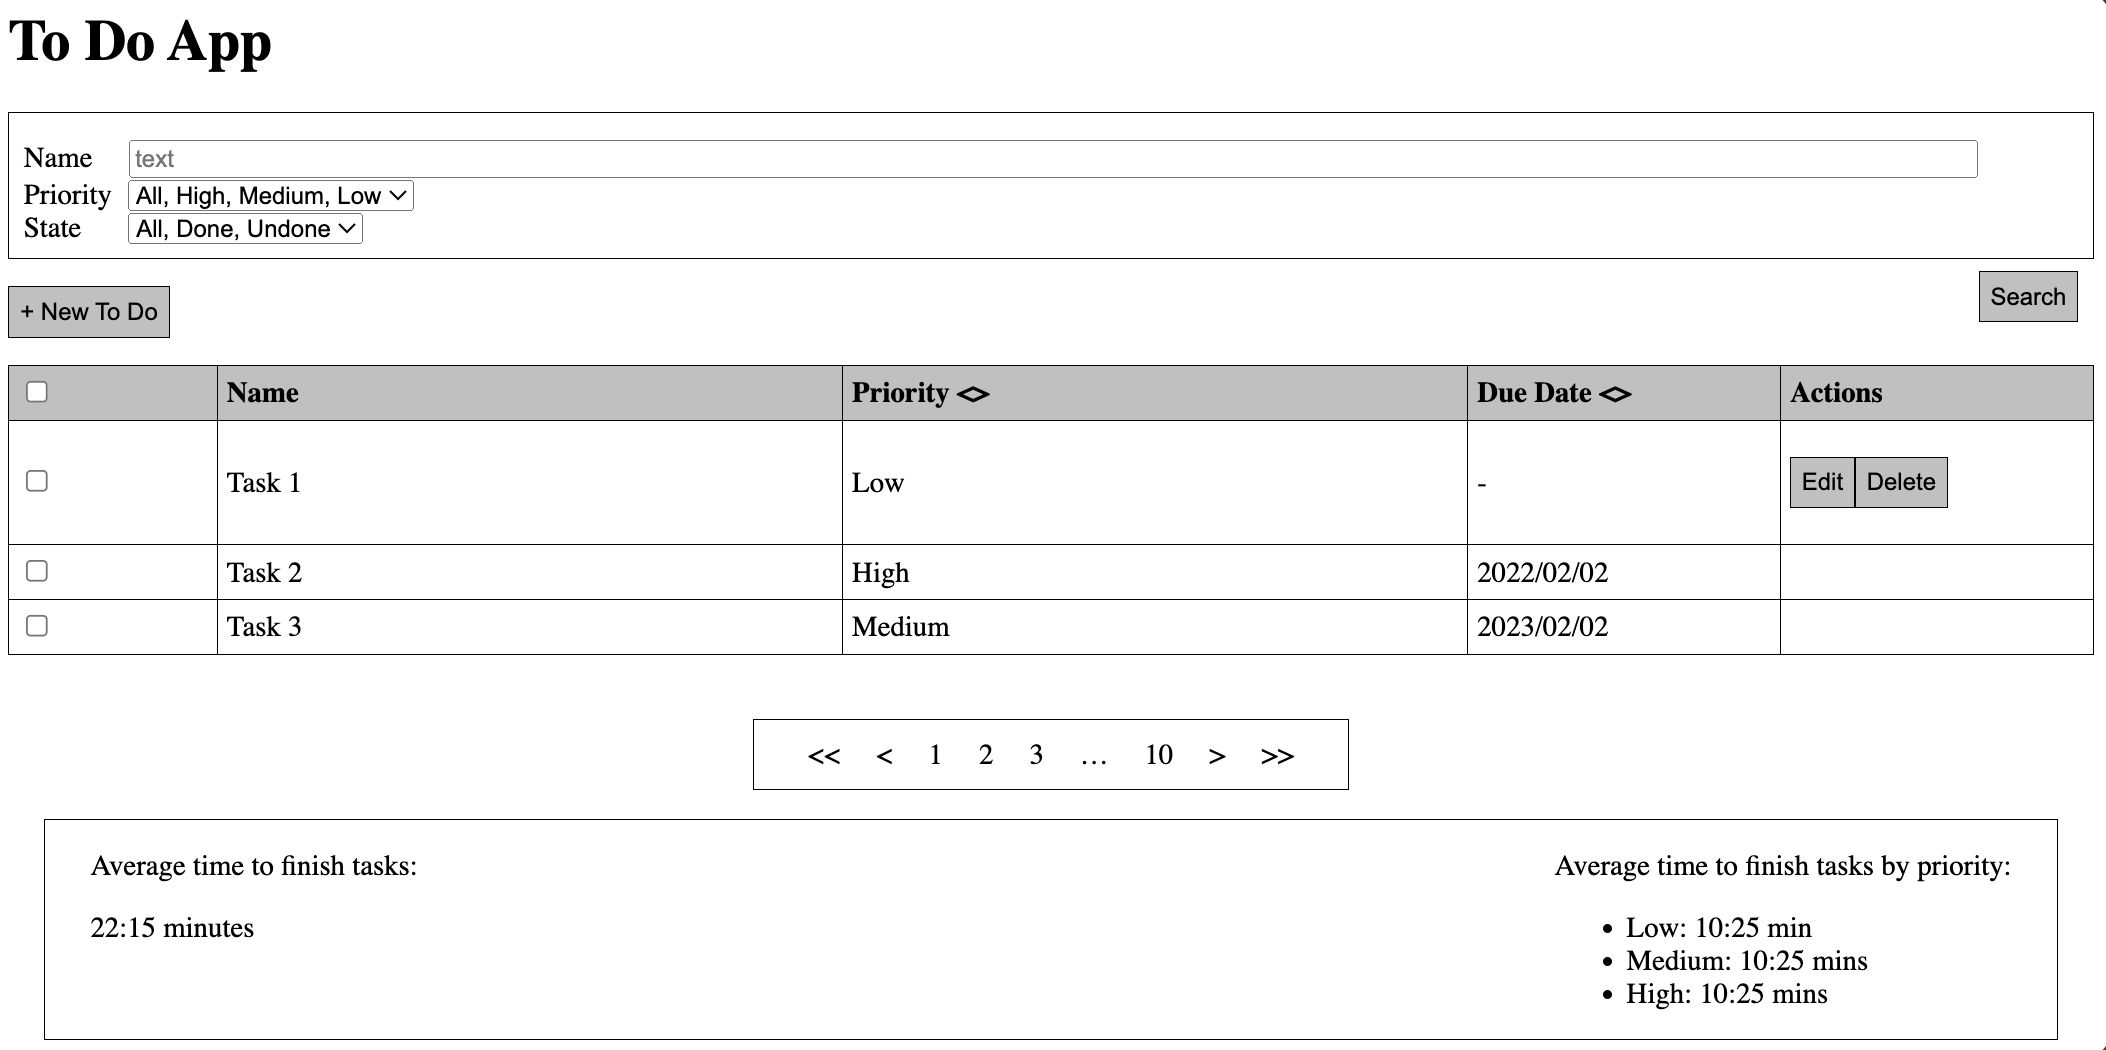 To Do App
Name text
Priority All, High, Medium, Low
State All, Done, Undone
Search
+ New To Do
Name Priority <> Due Date <> Actions
Task 1 Low - Edit Delete
Task 2 High 2022/02/02
Task 3 Medium 2023/02/02
<< < 1 2 3 ... 10 > >>
Average time to finish tasks: Average time to finish tasks by priority:
22:15 minutes • Low: 10:25 min
• Medium: 10:25 mins
• High: 10:25 mins